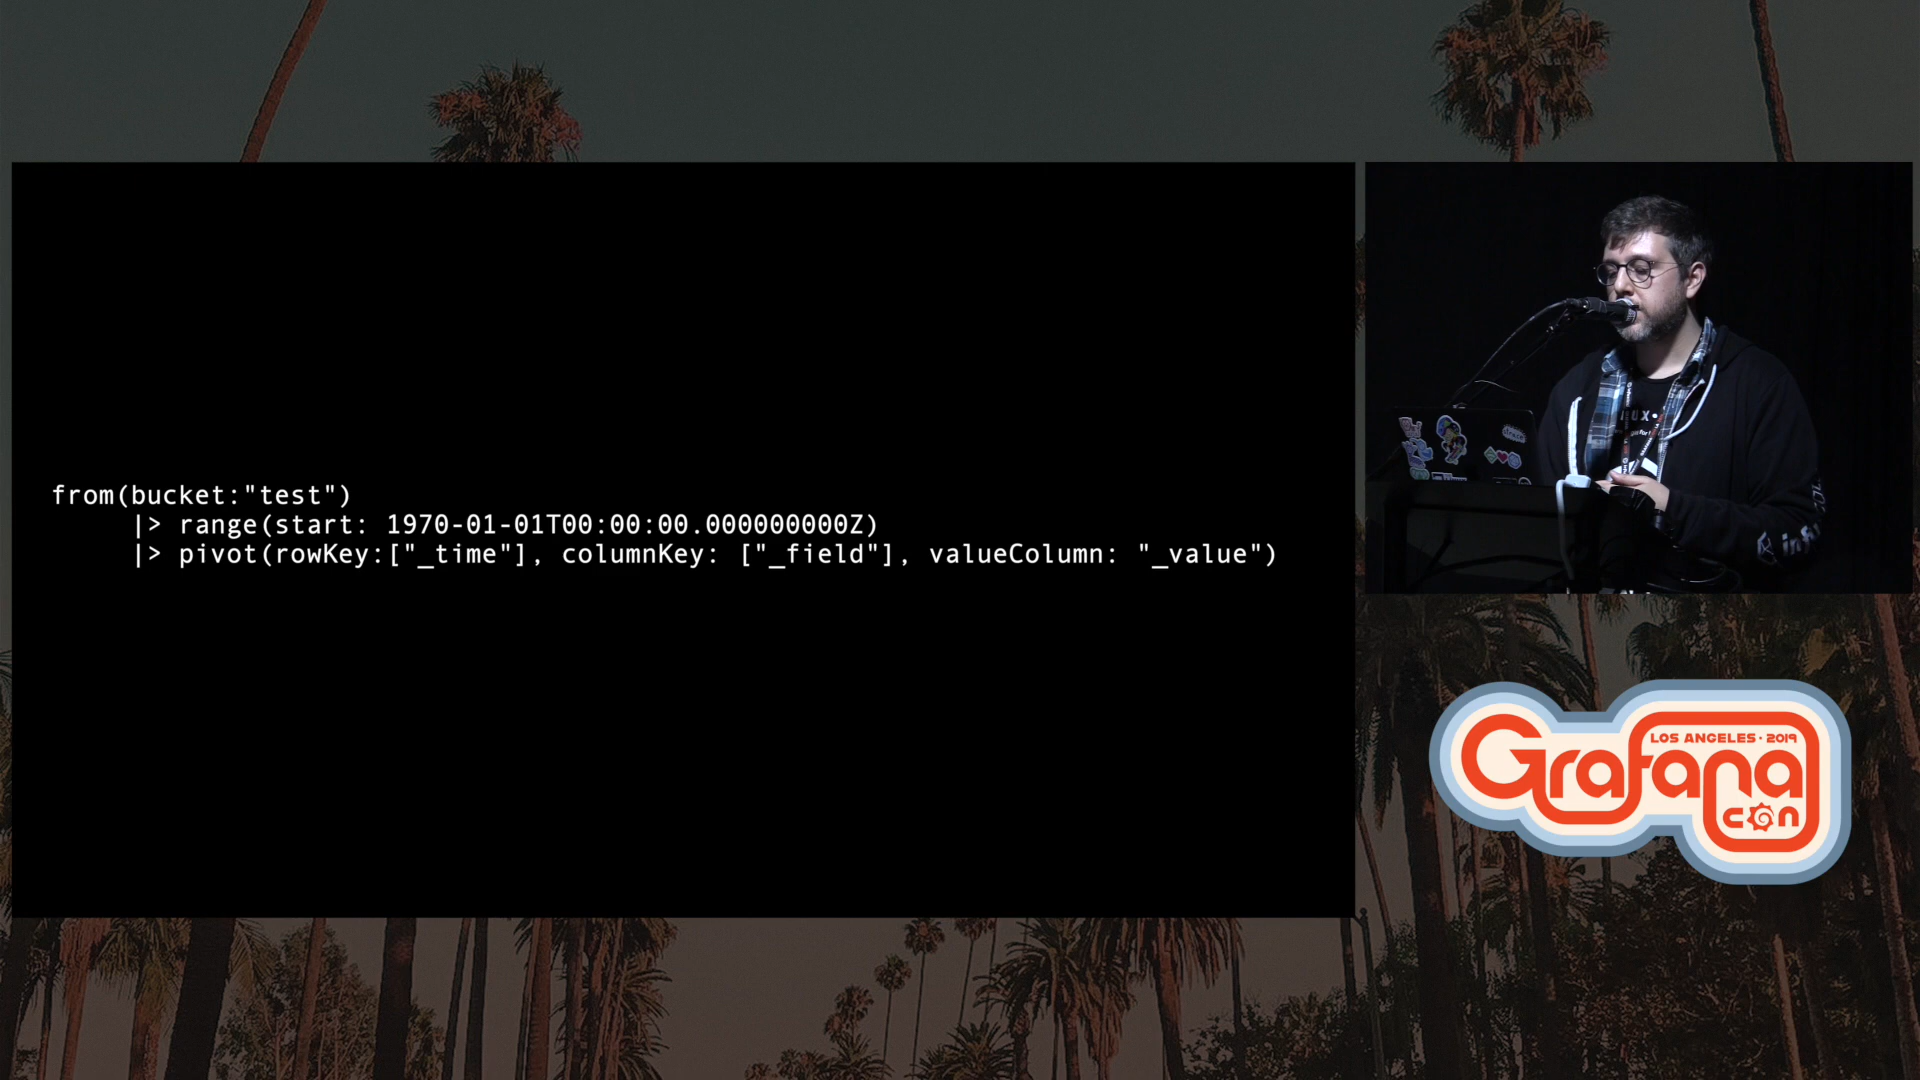 from(bucket:"test")
|> range(start: 1970-01-01T00:00:00.000000000Z)
|> pivot(rowKey:["_time"], columnKey: ["_field"], valueColumn: "_value")
LOS ANGELES · 2019
Grafana
con